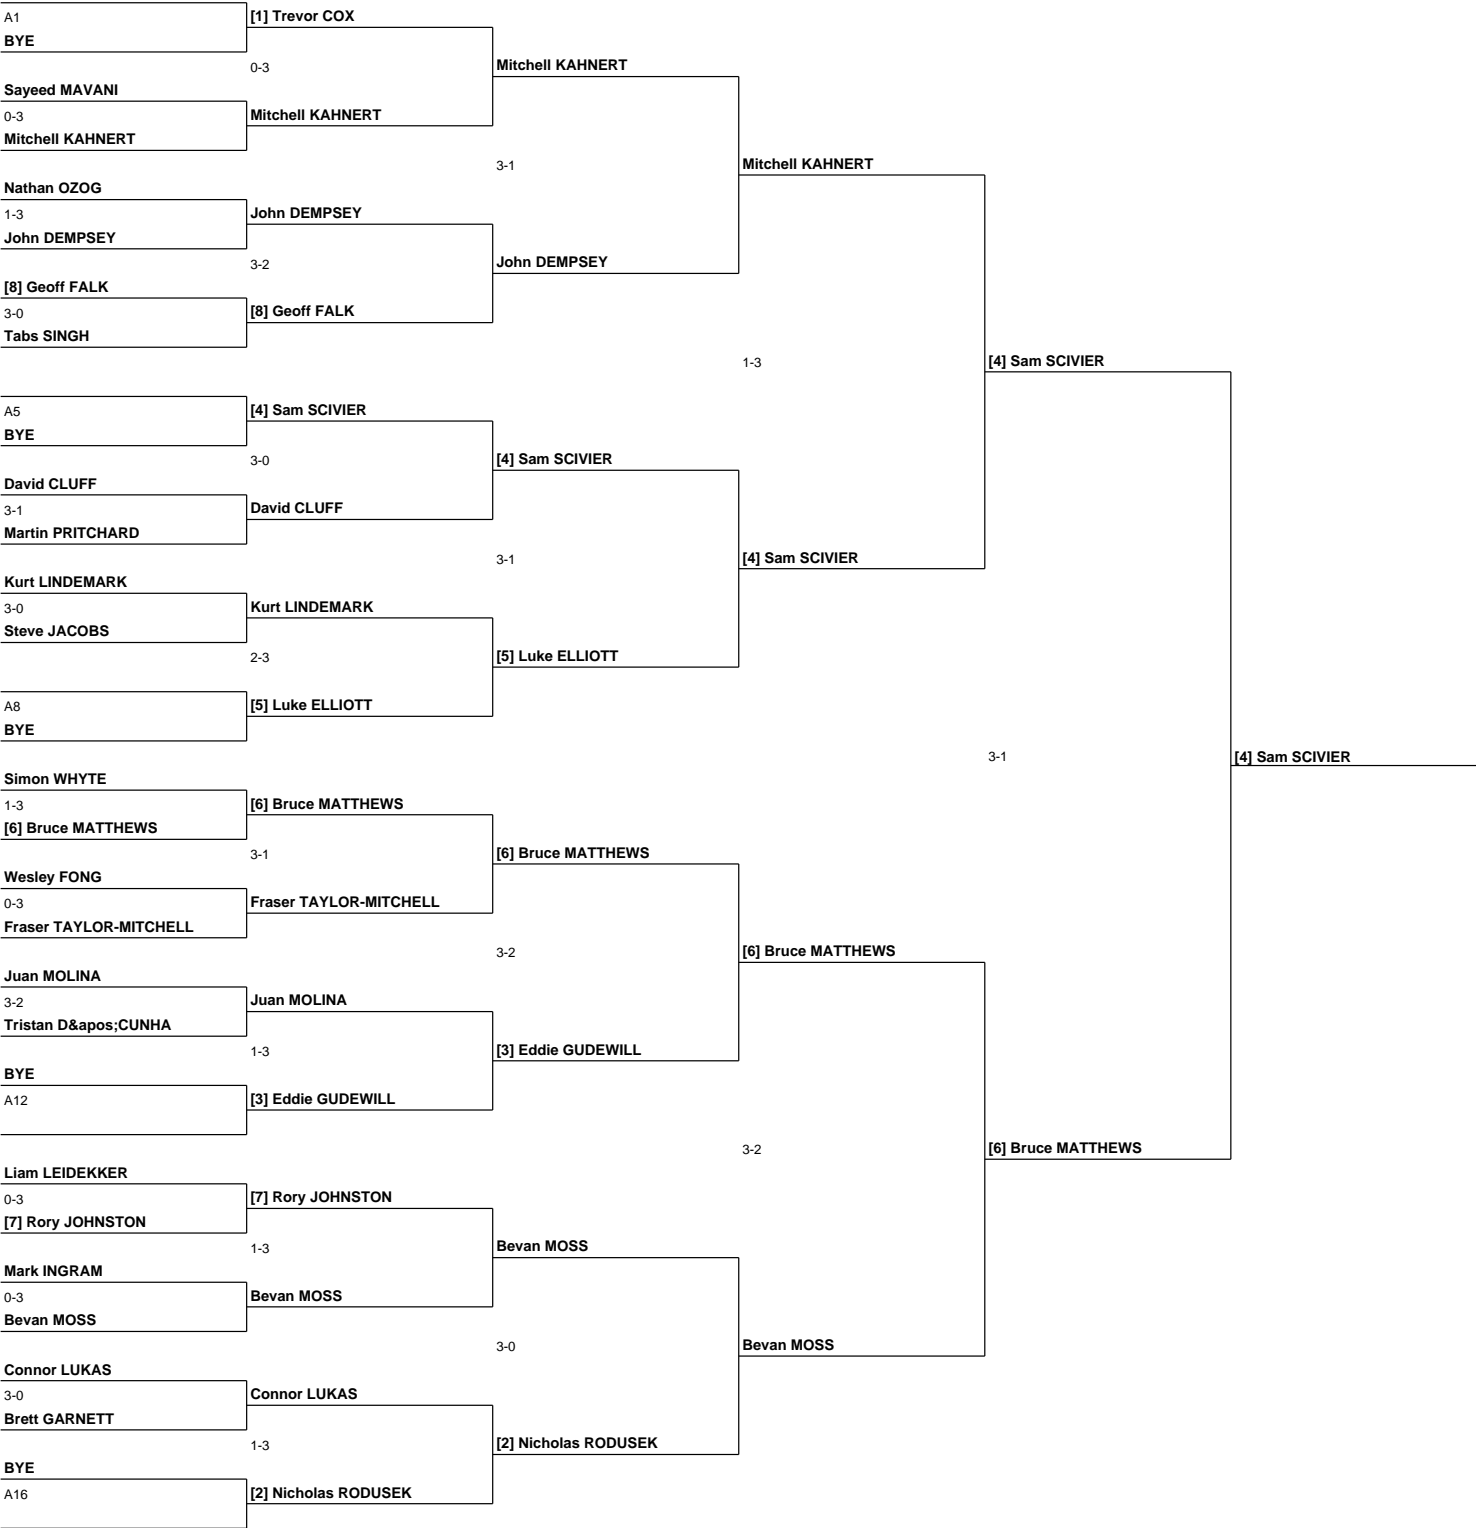 A1
BYE
[1] Trevor COX
0-3
Sayeed MAVANI
0-3
Mitchell KAHNERT
Mitchell KAHNERT
Mitchell KAHNERT
3-1
Nathan OZOG
1-3
John DEMPSEY
John DEMPSEY
3-2
[8] Geoff FALK
3-0
Tabs SINGH
[8] Geoff FALK
John DEMPSEY
Mitchell KAHNERT
1-3
A5
BYE
[4] Sam SCIVIER
3-0
David CLUFF
3-1
Martin PRITCHARD
David CLUFF
[4] Sam SCIVIER
3-1
Kurt LINDEMARK
3-0
Steve JACOBS
Kurt LINDEMARK
2-3
A8
BYE
[5] Luke ELLIOTT
[5] Luke ELLIOTT
[4] Sam SCIVIER
[4] Sam SCIVIER
3-1
[4] Sam SCIVIER
Simon WHYTE
1-3
[6] Bruce MATTHEWS
[6] Bruce MATTHEWS
3-1
Wesley FONG
0-3
Fraser TAYLOR-MITCHELL
Fraser TAYLOR-MITCHELL
[6] Bruce MATTHEWS
3-2
Juan MOLINA
3-2
Tristan D&apos;CUNHA
Juan MOLINA
1-3
BYE
A12
[3] Eddie GUDEWILL
[3] Eddie GUDEWILL
[6] Bruce MATTHEWS
3-2
[6] Bruce MATTHEWS
Liam LEIDEKKER
0-3
[7] Rory JOHNSTON
[7] Rory JOHNSTON
1-3
Mark INGRAM
0-3
Bevan MOSS
Bevan MOSS
Bevan MOSS
3-0
Bevan MOSS
Connor LUKAS
3-0
Brett GARNETT
Connor LUKAS
1-3
BYE
A16
[2] Nicholas RODUSEK
[2] Nicholas RODUSEK